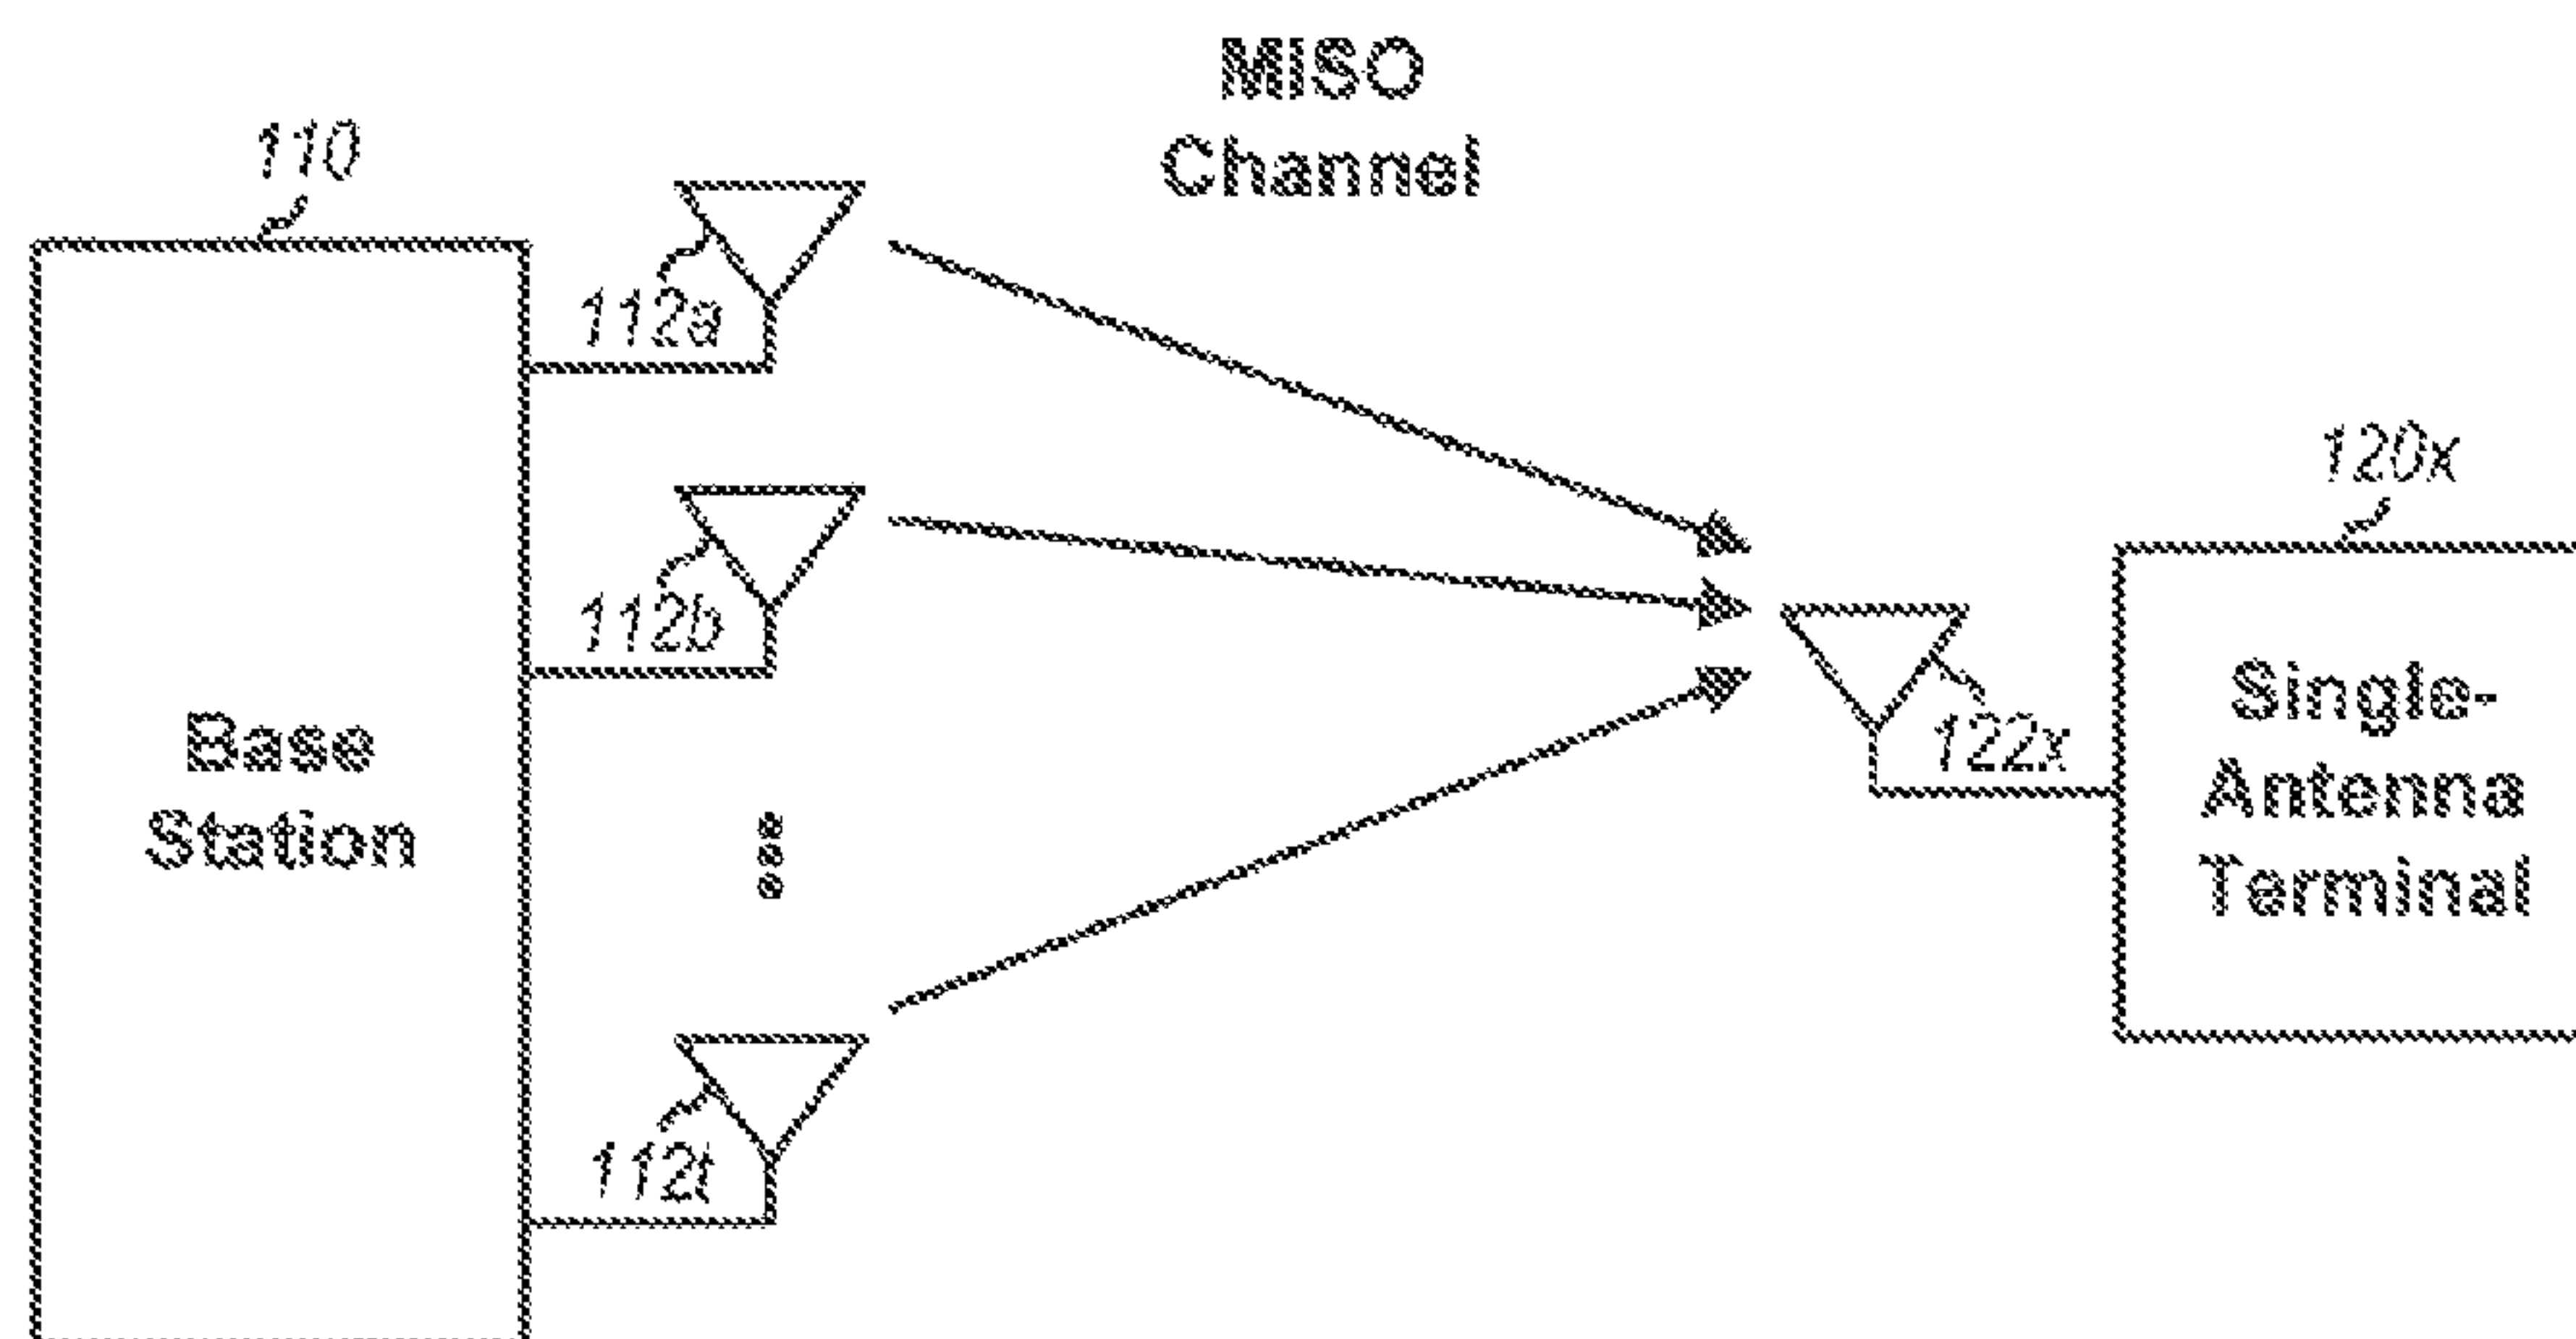 MISO
Channel
110
112a
120x
112b
122x
Base
Station
Single-
Antenna
Terminal
112t